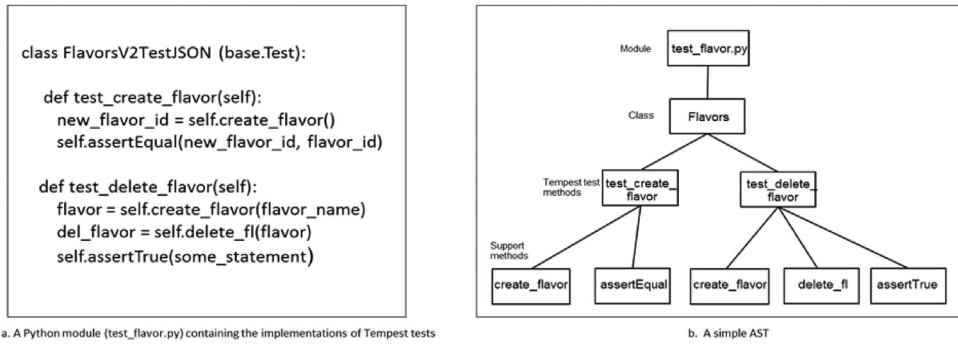 class FlavorsV2TestJSON (base.Test):
def test_create_flavor(self):
new_flavor_id = self.create_flavor()
self.assertEqual(new_flavor_id, flavor_id)
def test_delete_flavor(self):
flavor = self.create_flavor(flavor_name)
del_flavor = self.delete_fl(flavor)
self.assertTrue(some_statement)
a. A Python module (test_flavor.py) containing the implementations of Tempest tests
Module
test_flavor.py
Class
Flavors
Tempest test
methods
test_create_
flavor
test_delete_
flavor
Support
methods
create_flavor
assertEqual
create_flavor
delete_fl
assertTrue
b. A simple AST